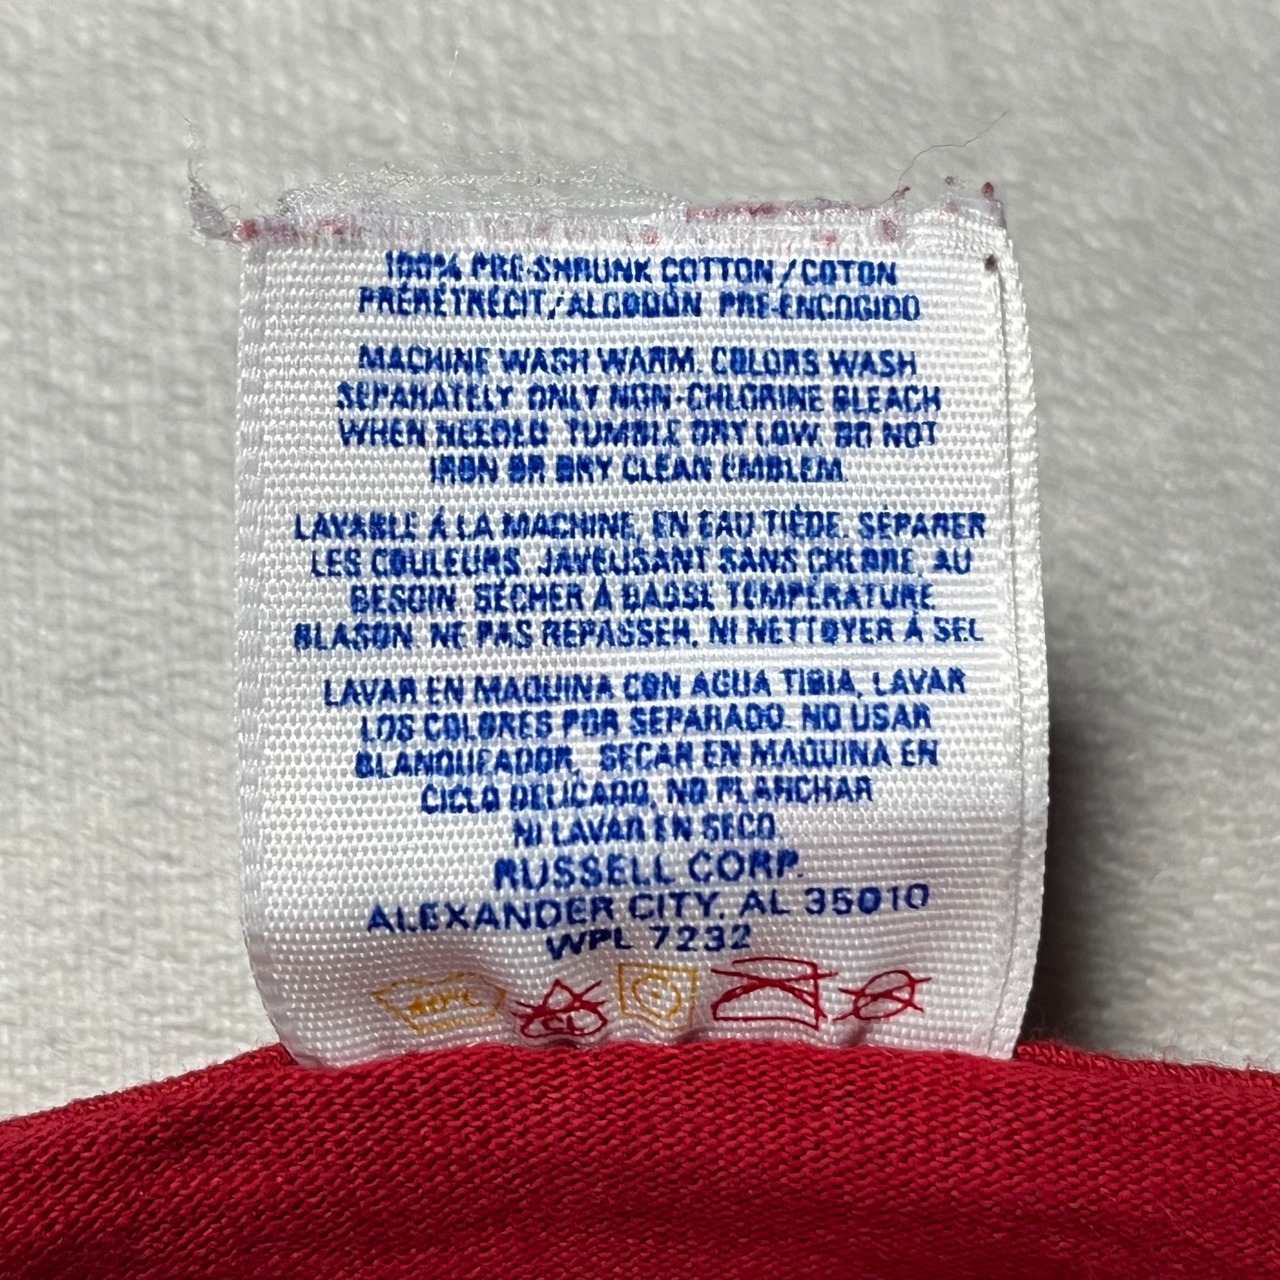 100% PRE-SHRUNK COTTON / COTON
PRÉRÉTRÉCIT / ALGODÓN PRE-ENCOGIDO
MACHINE WASH WARM. COLORS WASH
SEPARATELY. ONLY NON-CHLORINE BLEACH
WHEN NEEDED. TUMBLE DRY LOW. DO NOT
IRON OR DRY CLEAN EMBLEM.
LAVABLE À LA MACHINE, EN EAU TIÈDE. SÉPARER
LES COULEURS. JAVELISANT SANS CHLORE, AU
BESOIN. SÉCHER À BASSE TEMPÉRATURE.
BLASON. NE PAS REPASSER, NI NETTOYER À SEC
LAVAR EN MAQUINA CON AGUA TIBIA, LAVAR
LOS COLORES POR SEPARADO. NO USAR
BLANQUEADOR, SECAR EN MAQUINA EN
CICLO DELICADO, NO PLANCHAR
NI LAVAR EN SECO.
RUSSELL CORP.
ALEXANDER CITY, AL 35010
WPL 7232
40°C CL